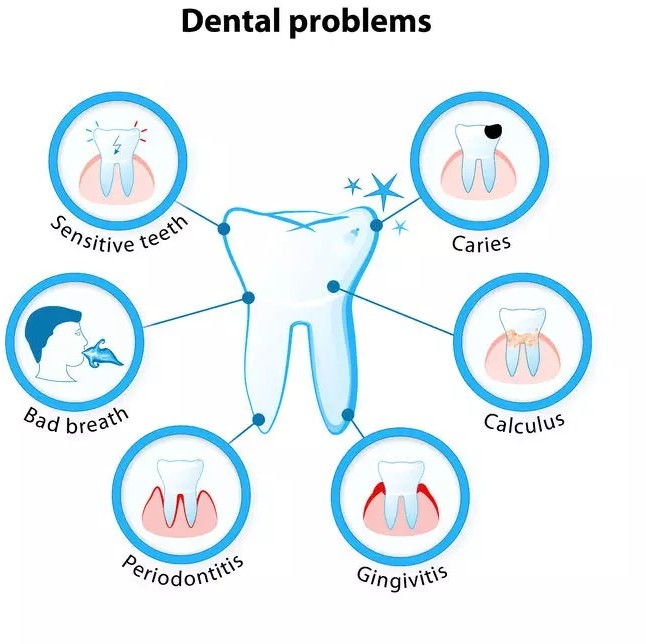 Dental problems
Sensitive teeth
Caries
Bad breath
Calculus
Periodontitis
Gingivitis